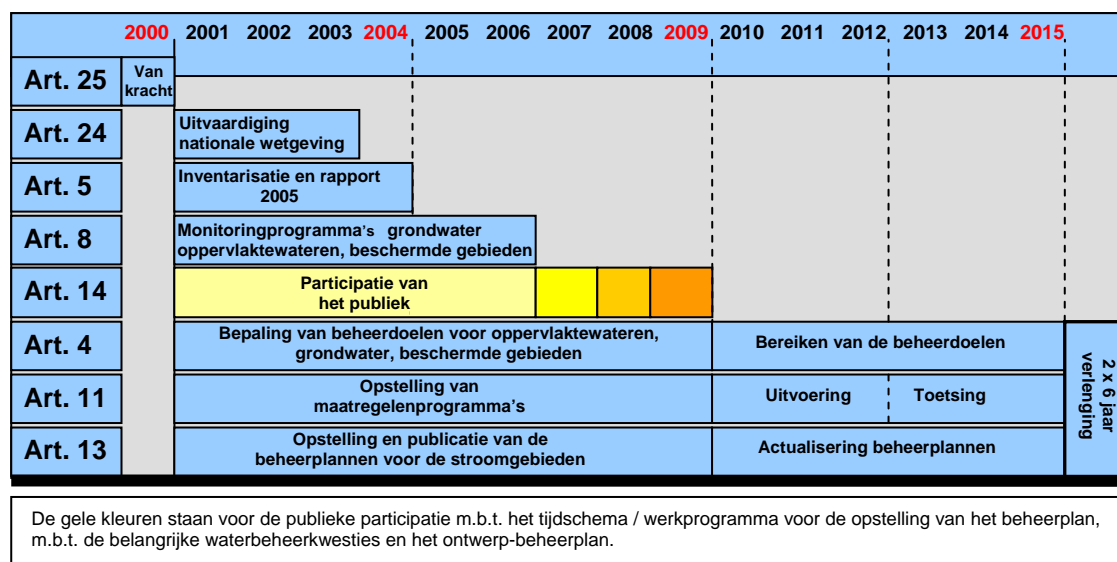 2000 2001 2002 2003 2004 2005 2006 2007 2008 2009 2010 2011 2012 2013 2014 2015
Art. 25
Van
kracht
Art. 24
Uitvaardiging
nationale wetgeving
Art. 5
Inventarisatie en rapport
2005
Art. 8
Monitoringprogramma's grondwater
oppervlaktewateren, beschermde gebieden
Art. 14
Participatie van
het publiek
Art. 4
Bepaling van beheerdoelen voor oppervlaktewateren,
grondwater, beschermde gebieden
Bereiken van de beheerdoelen
Art. 11
Opstelling van
maatregelenprogramma's
Uitvoering
Toetsing
Art. 13
Opstelling en publicatie van de
beheerplannen voor de stroomgebieden
Actualisering beheerplannen
2 x 6 jaar
verlenging
De gele kleuren staan voor de publieke participatie m.b.t. het tijdschema / werkprogramma voor de opstelling van het beheerplan,
m.b.t. de belangrijke waterbeheerkwesties en het ontwerp-beheerplan.